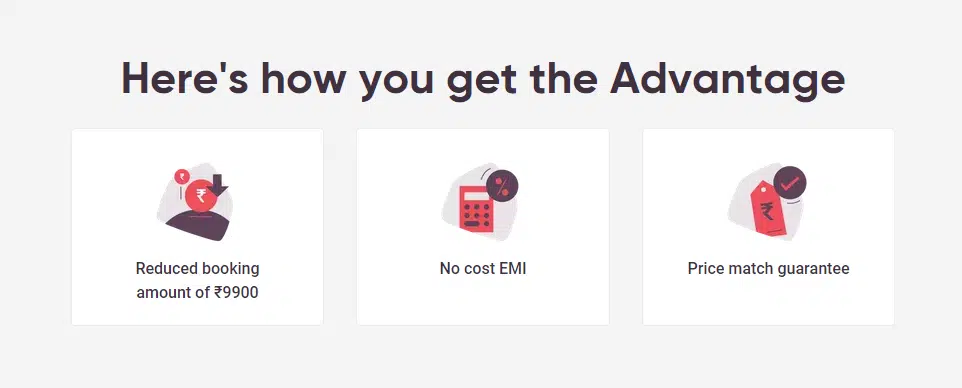 Here's how you get the Advantage
Reduced booking
amount of ₹9900
No cost EMI
Price match guarantee